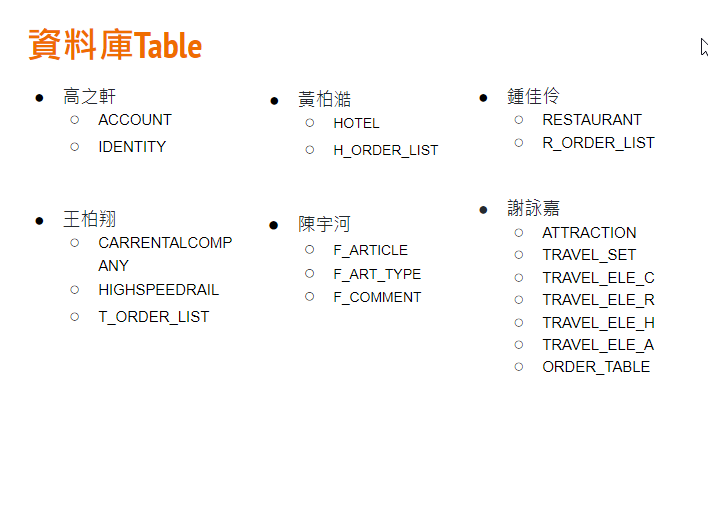 資料庫Table
高之軒
ACCOUNT
IDENTITY
黃柏澔
HOTEL
H_ORDER_LIST
鍾佳伶
RESTAURANT
R_ORDER_LIST
王柏翔
CARRENTALCOMP
ANY
HIGHSPEEDRAIL
T_ORDER_LIST
陳宇河
F_ARTICLE
F_ART_TYPE
F_COMMENT
謝詠嘉
ATTRACTION
TRAVEL_SET
TRAVEL_ELE_C
TRAVEL_ELE_R
TRAVEL_ELE_H
TRAVEL_ELE_A
ORDER_TABLE